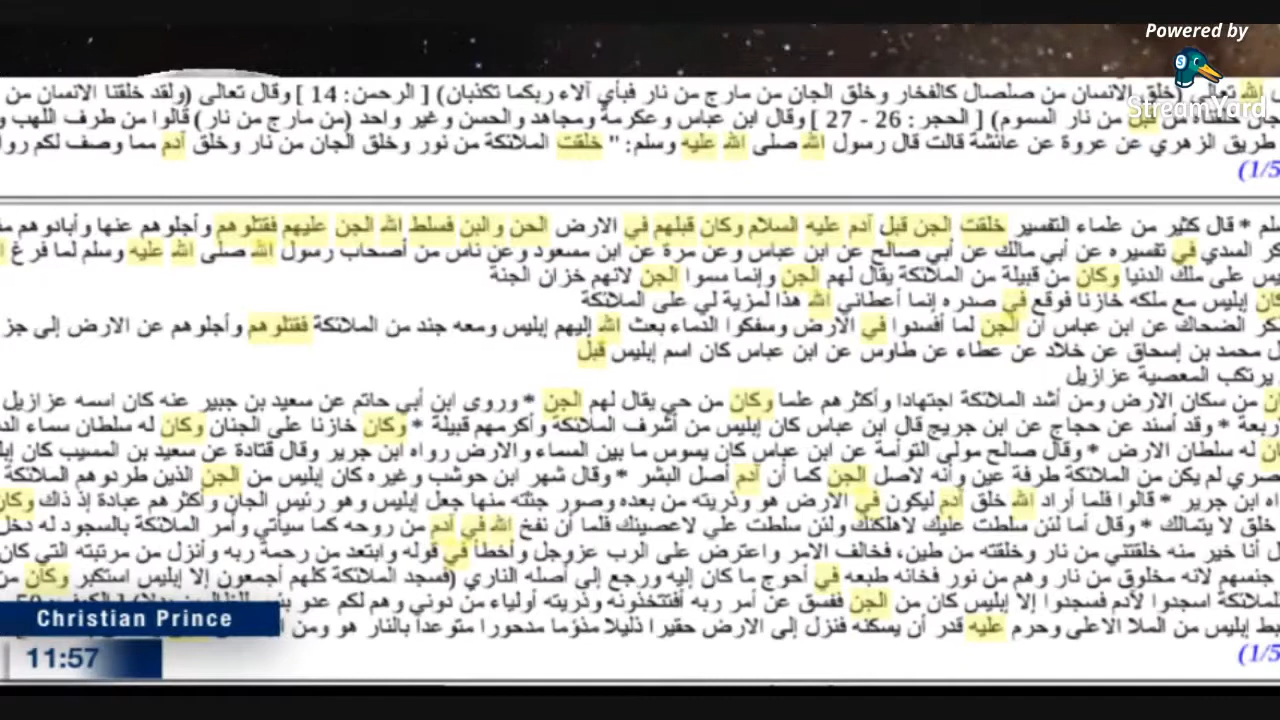 Powered by
StreamYard
الله تعالى (خلق الانسان من صلصال كالفخار وخلق الجان من مارج من نار فبأي آلاء ربكما تكذبان) [ الرحمن: 14 ] وقال تعالى (ولقد خلقنا الانسان من
من نار السموم) [ الحجر : 26 - 27 ] وقال ابن عباس وعكرمة ومجاهد والحسن وغير واحد (من مارج من نار) قالوا من طرف اللهب و
طريق الزهري عن عروة عن عائشة قالت قال رسول الله صلى الله عليه وسلم: " خلقت الملائكة من نور وخلق الجان من نار وخلق آدم مما وصف لكم روا
(1/5
* قال كثير من علماء التفسير خلقت الجن قبل آدم عليه السلام وكان قبلهم في الارض الحن والبن فسلط الله الجن عليهم فقتلوهم وأجلوهم عنها وأبادوهم
السدي في تفسيره عن أبي مالك عن أبي صالح عن ابن عباس وعن مرة عن ابن مسعود وعن ناس من أصحاب رسول الله صلى الله عليه وسلم لما فرغ
على ملك الدنيا وكان من قبيلة من الملائكة يقال لهم الجن وإنما سموا الجن لانهم خزان الجنة
إبليس مع ملكه خازنا فوقع في صدره إنما أعطاني الله هذا لمزية لي على الملائكة
الضحاك عن ابن عباس أن الجن لما أفسدوا في الارض وسفكوا الدماء بعث الله إليهم إبليس ومعه جند من الملائكة فقتلوهم وأجلوهم عن الارض إلى جز
محمد بن إسحاق عن خلاد عن عطاء عن طاوس عن ابن عباس كان اسم إبليس قبل
يرتكب المعصية عزازيل
من سكان الارض ومن أشد الملائكة اجتهادا وأكثرهم علما وكان من حي يقال لهم الجن * وروى ابن أبي حاتم عن سعيد بن جبير عنه كان اسمه عزازيل
* وقد أسند عن حجاج عن ابن جريج قال ابن عباس كان إبليس من أشرف الملائكة وأكرمهم قبيلة * وكان خازنا على الجنان وكان له سلطان سماء الد
له سلطان الارض * وقال صالح مولى التوأمة عن ابن عباس كان يسوس ما بين السماء والارض رواه ابن جرير وقال قتادة عن سعيد بن المسيب كان
لم يكن من الملائكة طرفة عين وأنه لاصل الجن كما أن آدم أصل البشر * وقال شهر ابن حوشب وغيره كان إبليس من الجن الذين طردوهم الملائكة
ابن جرير * قالوا فلما أراد الله خلق آدم ليكون في الارض هو وذريته من بعده وصور جثته منها جعل إبليس وهو رئيس الجان وأكثرهم عبادة إذ ذاك وكان
خلق لا يتمالك * وقال أما لئن سلطت عليك لاهلكنك ولئن سلطت علي لاعصينك فلما أن نفخ الله في آدم من روحه كما سيأتي وأمر الملائكة بالسجود له دخل
أنا خير منه خلقتني من نار وخلقته من طين، فخالف الامر واعترض على الرب عزوجل وأخطأ في قوله وابتعد من رحمة ربه وأنزل من مرتبته التي كان
جنسهم لانه مخلوق من نار وهم من نور فخانه طبعه في أحوج ما كان إليه ورجع إلى أصله الناري (فسجد الملائكة كلهم أجمعون إلا إبليس استكبر وكان من
اسجدوا لآدم فسجدوا إلا إبليس كان من الجن ففسق عن أمر ربه أفتتخذونه وذريته أولياء من دوني وهم لكم عدو
إبليس من الملا الاعلى وحرم عليه قدر أن يسكنه فنزل إلى الارض حقيرا ذليلا مذؤما مدحورا متوعدا بالنار هو ومن
(1/5
Christian Prince
11:57